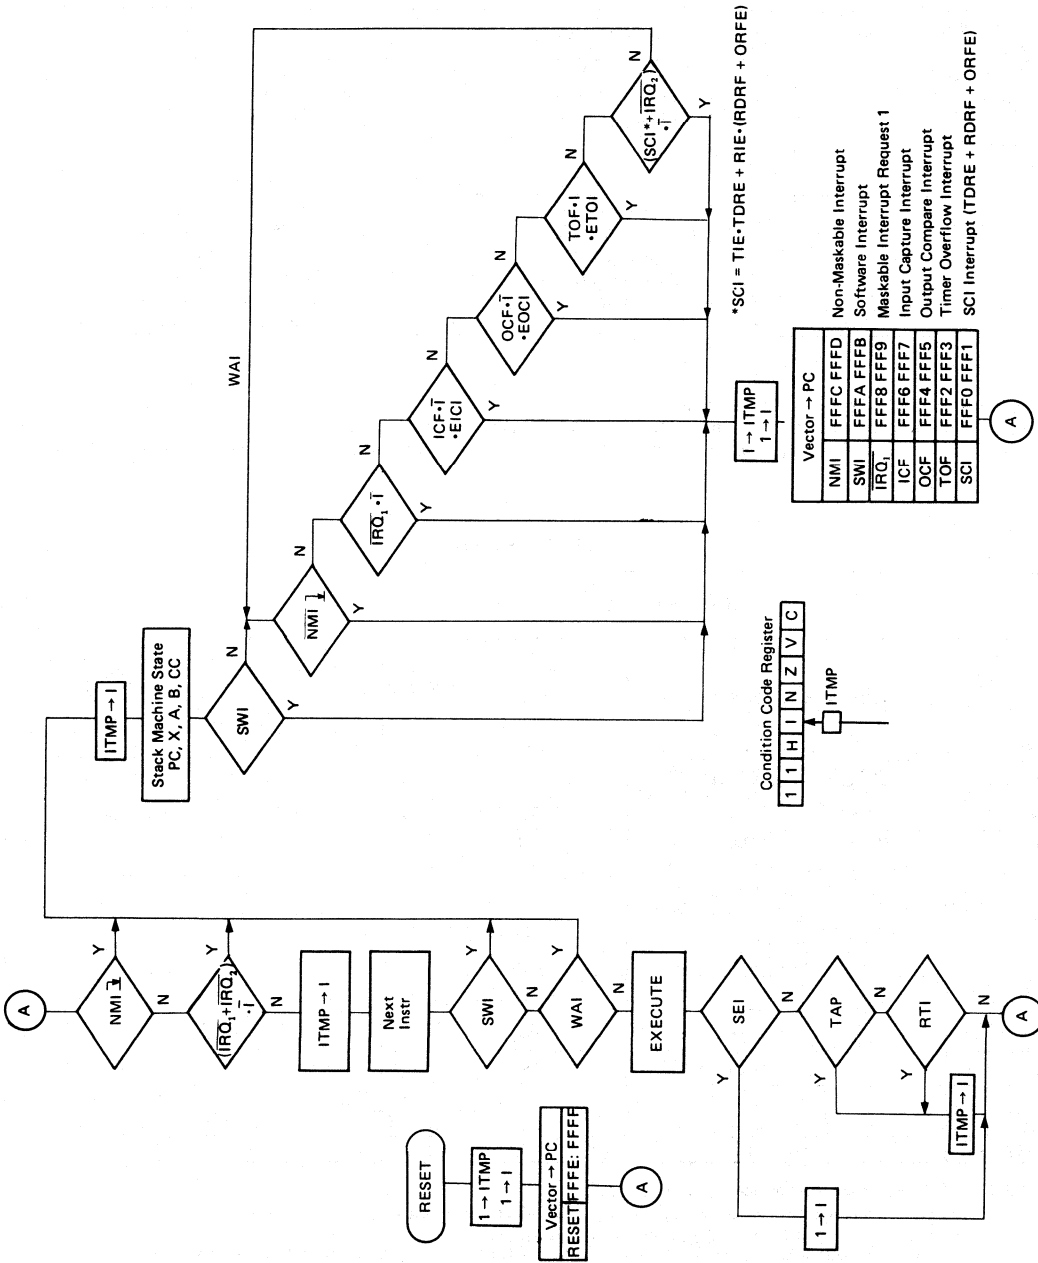 A
NMI
Y
N
(IRQ1+IRQ2)
•I
Y
N
ITMP → I
Next
Instr
SWI
Y
N
WAI
Y
N
EXECUTE
SEI
Y
N
TAP
Y
N
RTI
Y
N
ITMP → I
1 → I
A
RESET
1 → ITMP
1 → I
Vector → PC
RESET FFFE: FFFF
A
ITMP → I
Stack Machine State
PC, X, A, B, CC
SWI
N
Y
WAI
NMI
N
Y
IRQ1 • I
N
Y
ICF•I
•EICI
N
Y
OCF•I
•EOCI
N
Y
TOF•I
•ETOI
N
Y
(SCI*+IRQ2)
•I
N
Y
*SCI = TIE•TDRE + RIE•(RDRF + ORFE)
I → ITMP
1 → I
Vector → PC
NMI FFFC FFFD Non-Maskable Interrupt
SWI FFFA FFFB Software Interrupt
IRQ1 FFF8 FFF9 Maskable Interrupt Request 1
ICF FFF6 FFF7 Input Capture Interrupt
OCF FFF4 FFF5 Output Compare Interrupt
TOF FFF2 FFF3 Timer Overflow Interrupt
SCI FFF0 FFF1 SCI Interrupt (TDRE + RDRF + ORFE)
A
Condition Code Register
1 1 H I N Z V C
ITMP